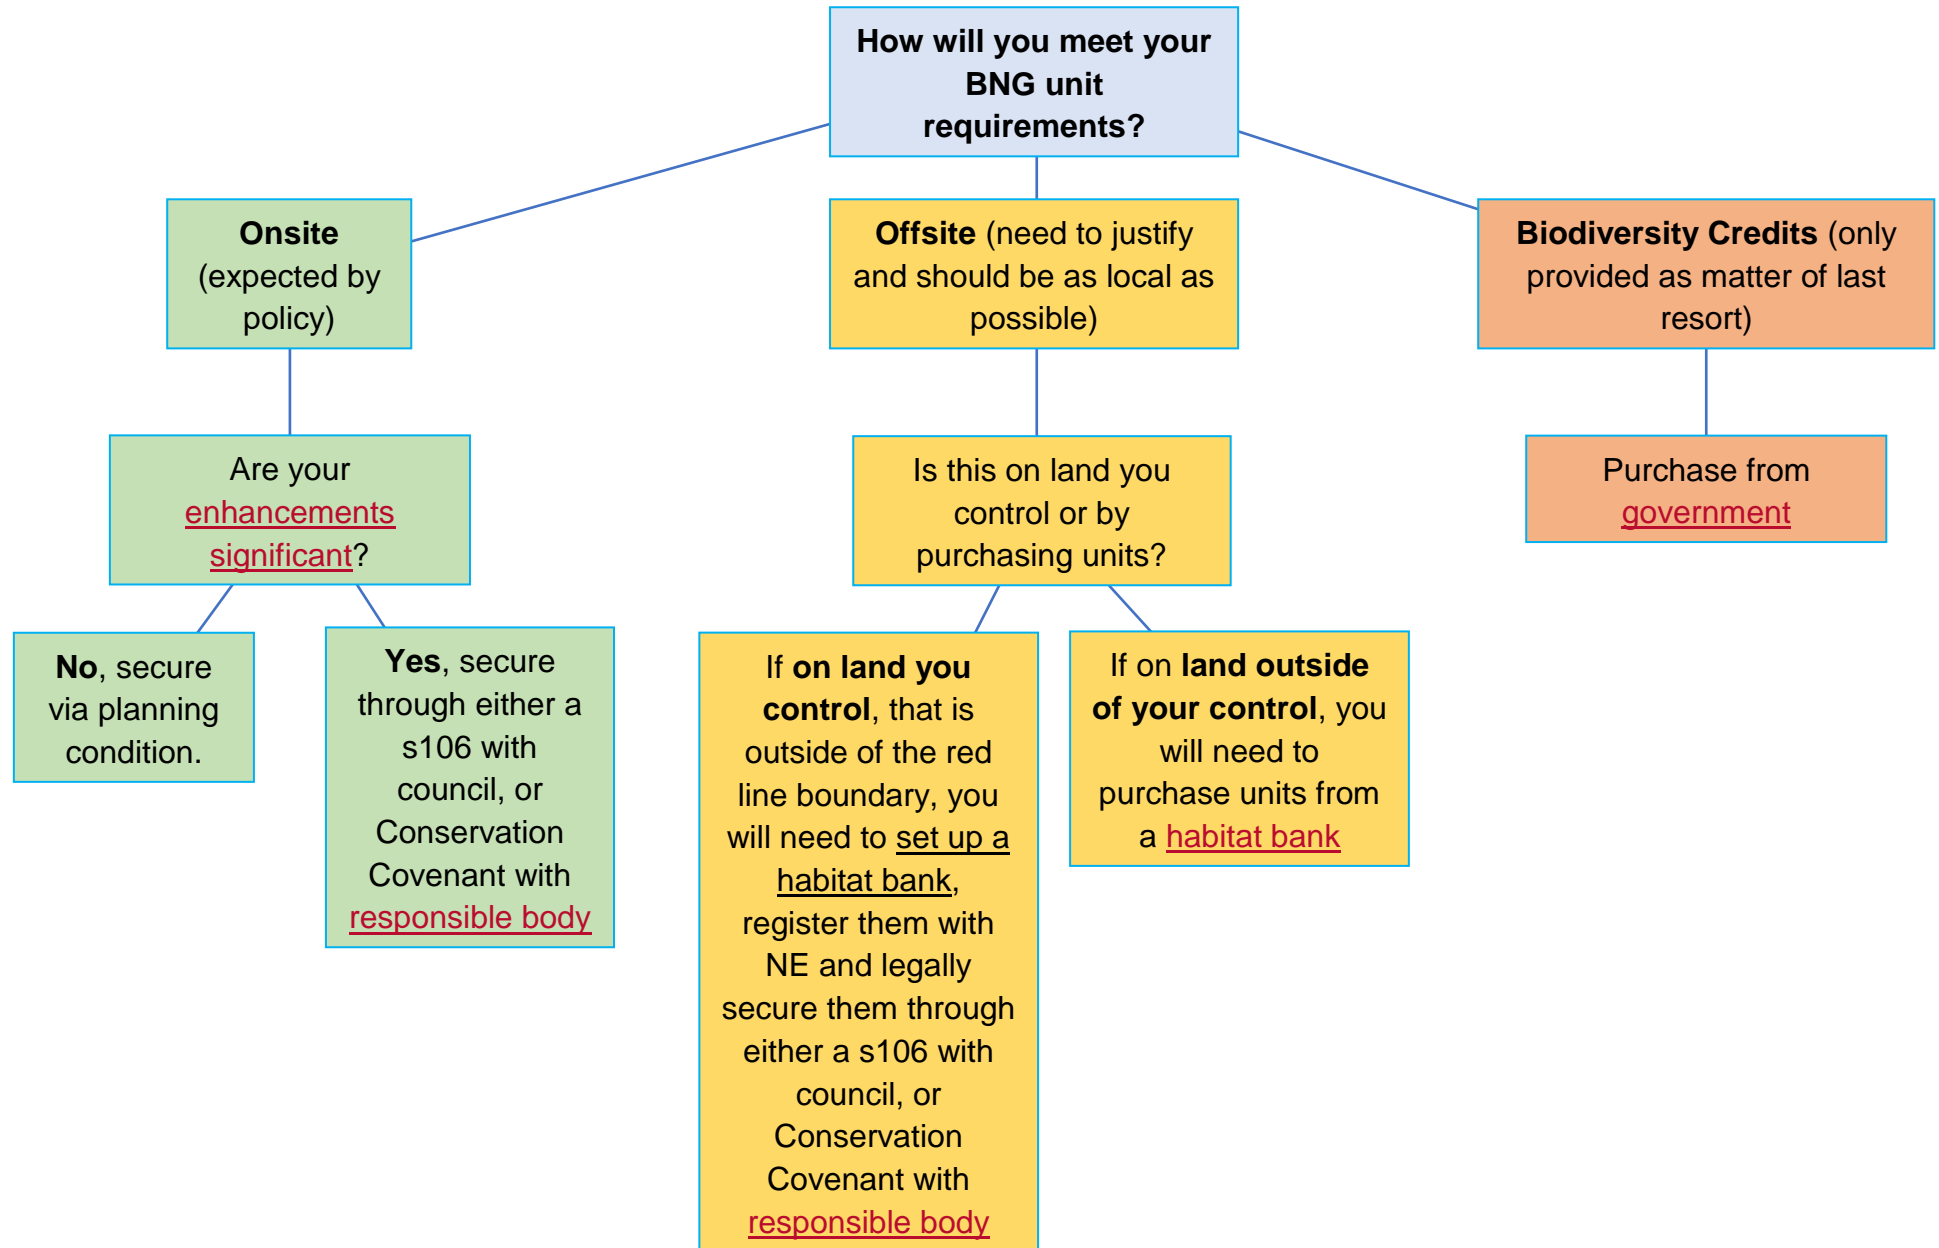 How will you meet your
BNG unit
requirements?
Onsite
(expected by
policy)
Offsite (need to justify
and should be as local as
possible)
Biodiversity Credits (only
provided as matter of last
resort)
Are your
enhancements
significant?
Is this on land you
control or by
purchasing units?
Purchase from
government
No, secure
via planning
condition.
Yes, secure
through either a
s106 with
council, or
Conservation
Covenant with
responsible body
If on land you
control, that is
outside of the red
line boundary, you
will need to set up a
habitat bank,
register them with
NE and legally
secure them through
either a s106 with
council, or
Conservation
Covenant with
responsible body
If on land outside
of your control, you
will need to
purchase units from
a habitat bank